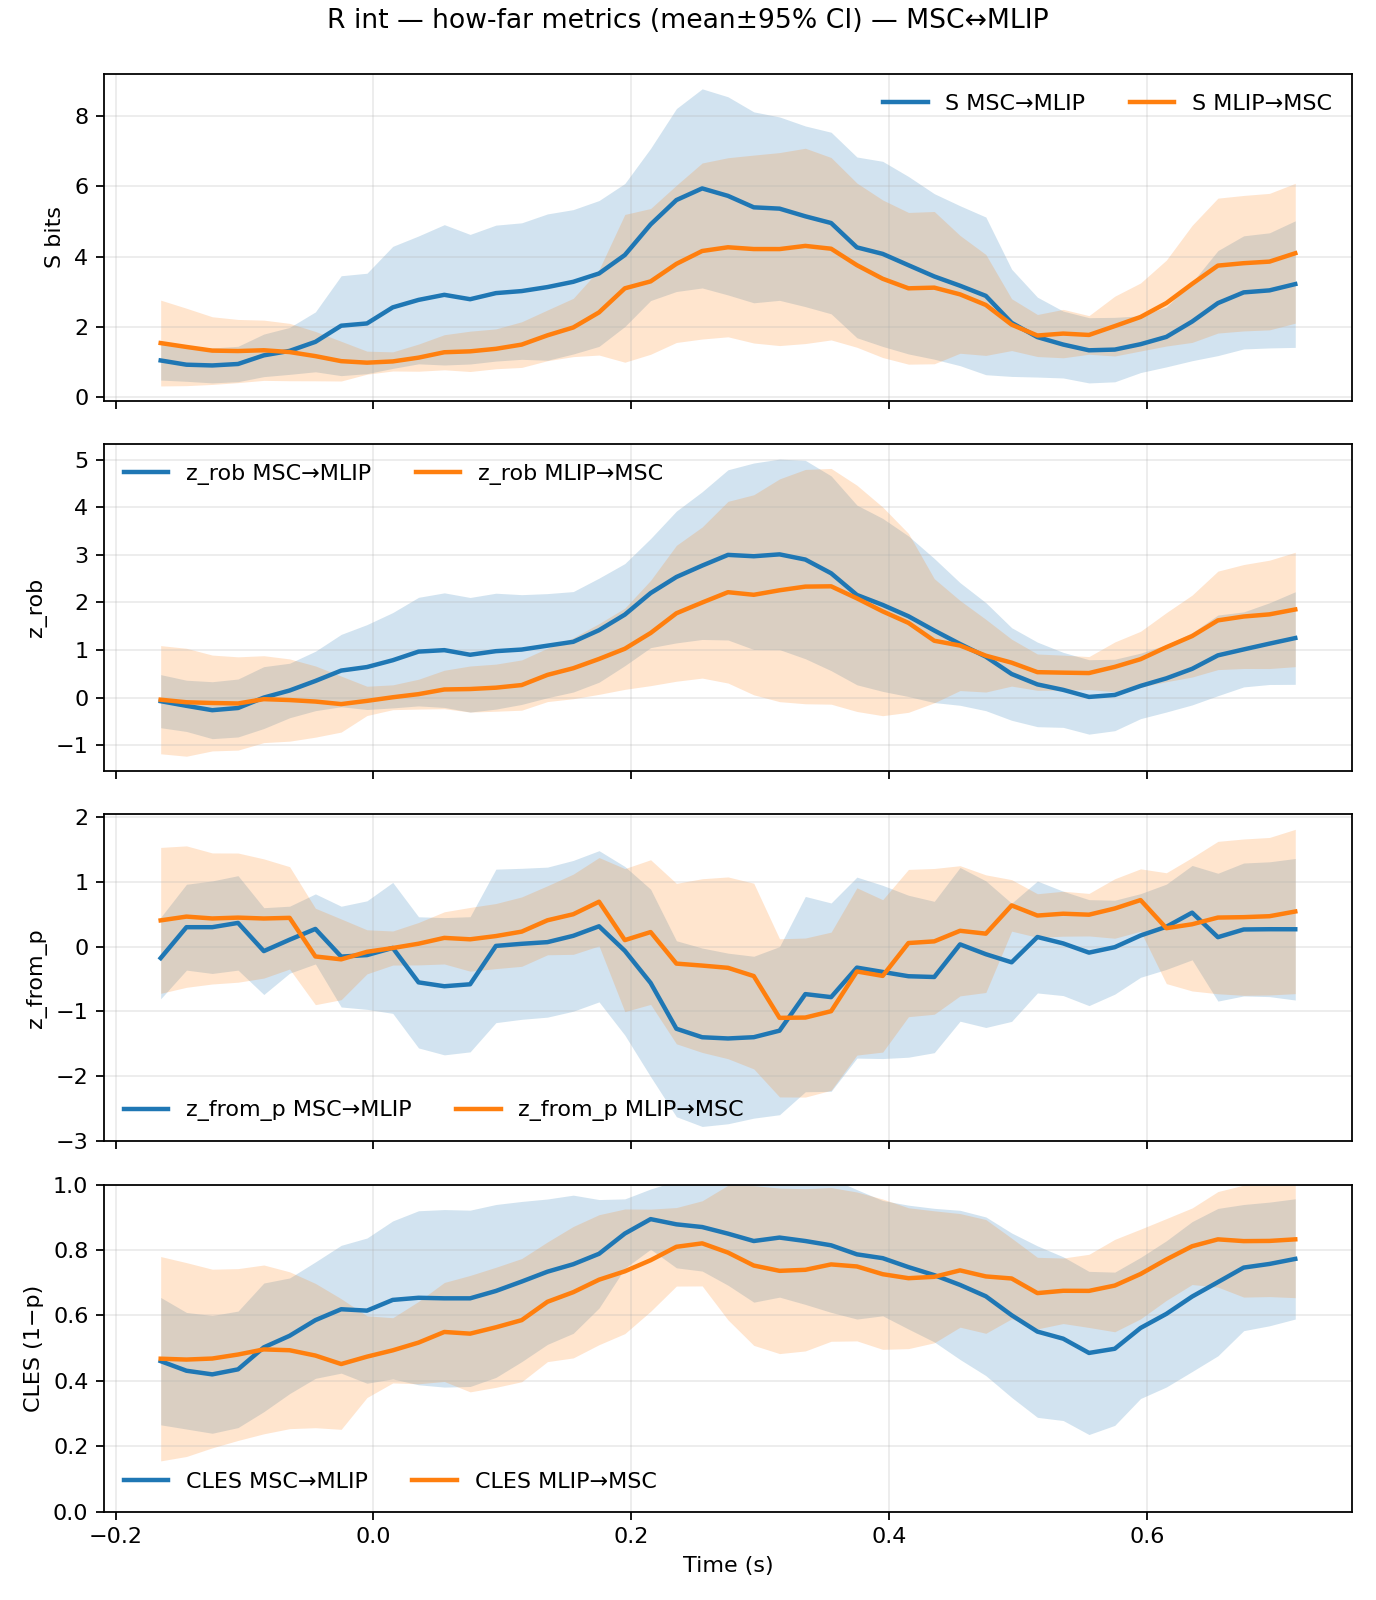 R int — how-far metrics (mean±95% CI) — MSC↔MLIP
S bits
8
6
4
2
0
S MSC→MLIP
S MLIP→MSC
z_rob
5
4
3
2
1
0
−1
z_rob MSC→MLIP
z_rob MLIP→MSC
z_from_p
2
1
0
−1
−2
−3
z_from_p MSC→MLIP
z_from_p MLIP→MSC
CLES (1−p)
1.0
0.8
0.6
0.4
0.2
0.0
CLES MSC→MLIP
CLES MLIP→MSC
−0.2
0.0
0.2
0.4
0.6
Time (s)